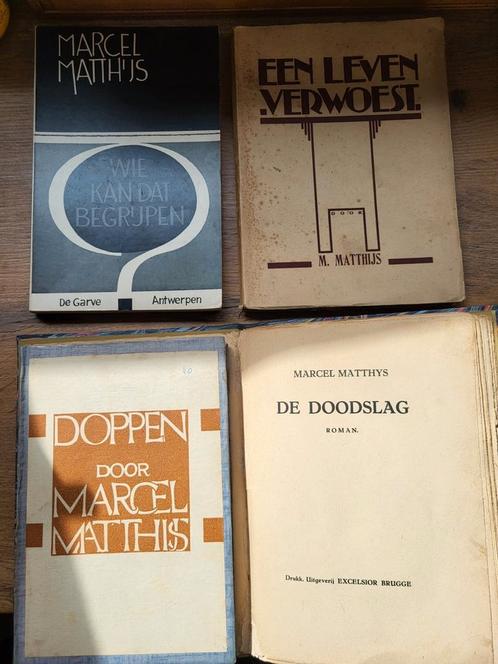 MARCEL
MATTHIJS
WIE
KAN DAT
BEGRIJPEN
De Garve Antwerpen
EEN LEVEN
VERWOEST.
DOOR
M. MATTHIJS
DOPPEN
DOOR
MARCEL
MATTHIJS
MARCEL MATTHYS
DE DOODSLAG
ROMAN.
Drukk. Uitgeverij EXCELSIOR BRUGGE